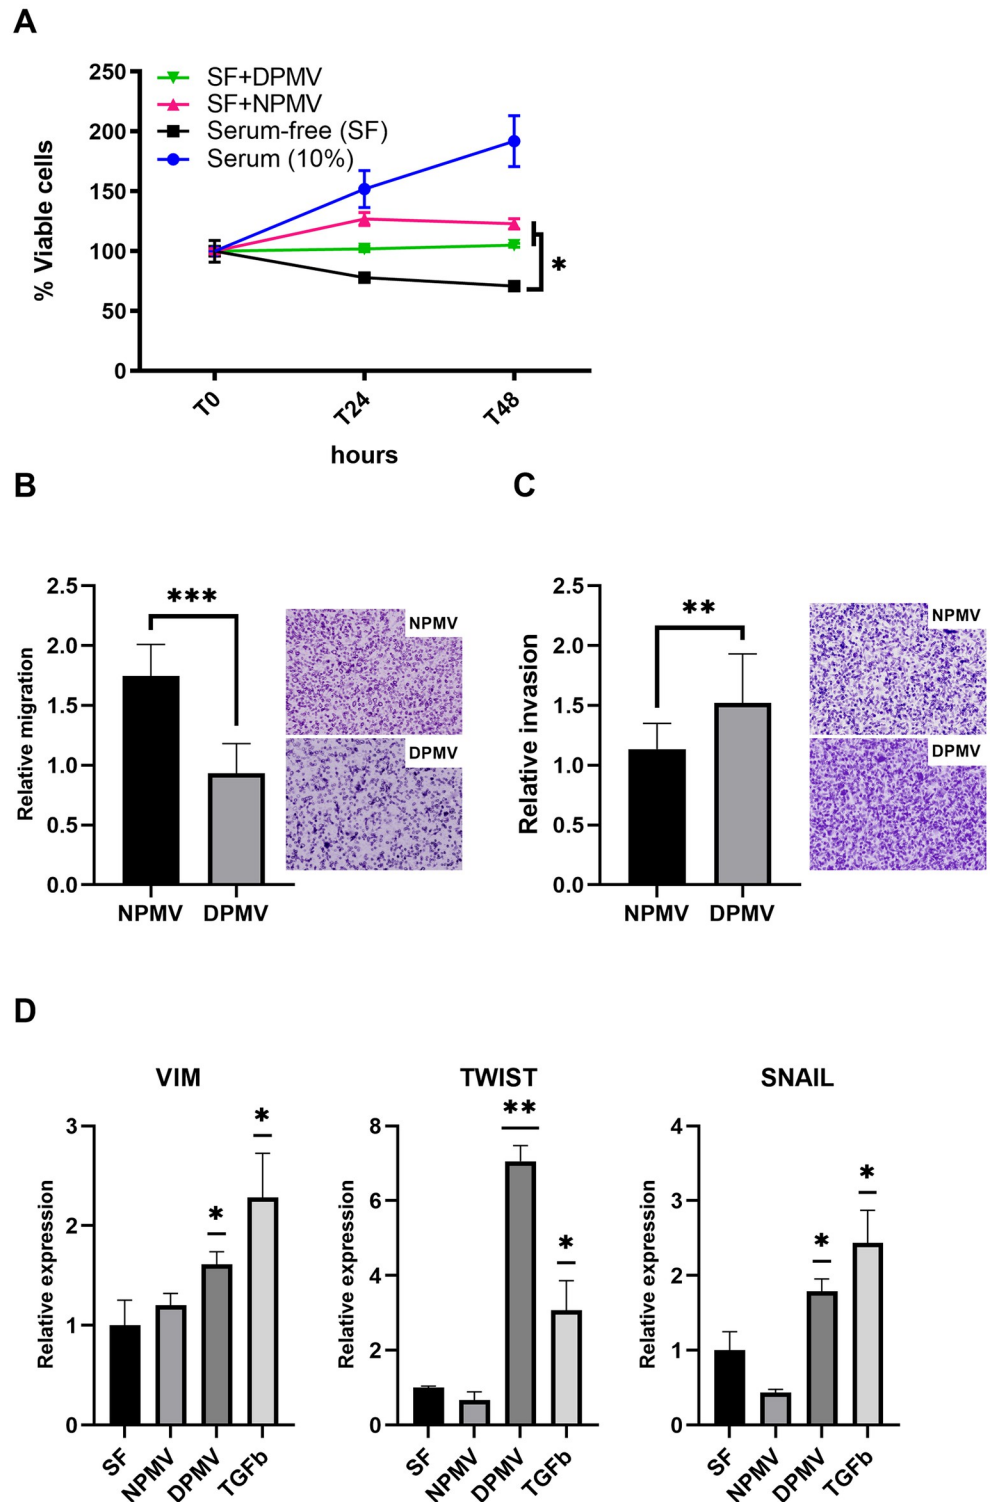 A
250
200
150
100
50
0
% Viable cells
SF+DPMV
SF+NPMV
Serum-free (SF)
Serum (10%)
*
T0
T24
T48
hours
B
2.5
2.0
1.5
1.0
0.5
0.0
Relative migration
***
NPMV
DPMV
NPMV
DPMV
C
2.5
2.0
1.5
1.0
0.5
0.0
Relative invasion
**
NPMV
DPMV
NPMV
DPMV
D
VIM
3
2
1
0
Relative expression
*
*
SF
NPMV
DPMV
TGFb
TWIST
8
6
4
2
0
Relative expression
**
*
SF
NPMV
DPMV
TGFb
SNAIL
4
3
2
1
0
Relative expression
*
*
SF
NPMV
DPMV
TGFb